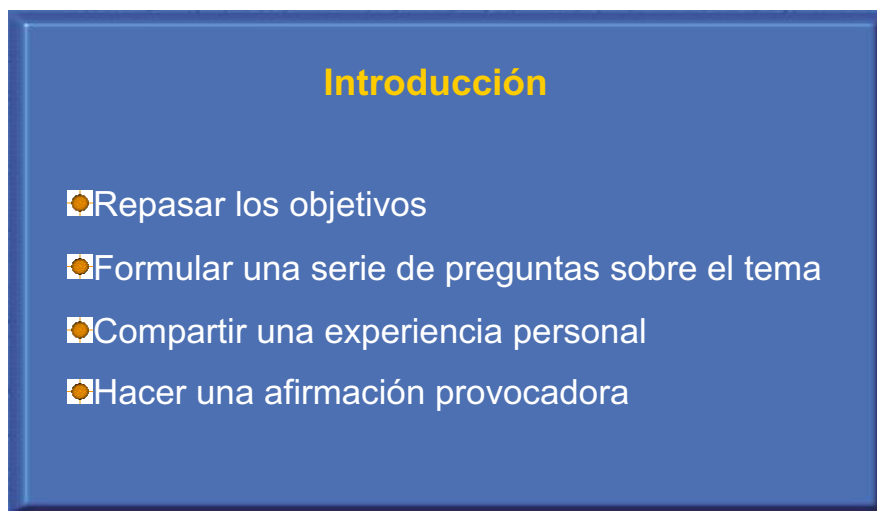 Introducción
Repasar los objetivos
Formular una serie de preguntas sobre el tema
Compartir una experiencia personal
Hacer una afirmación provocadora